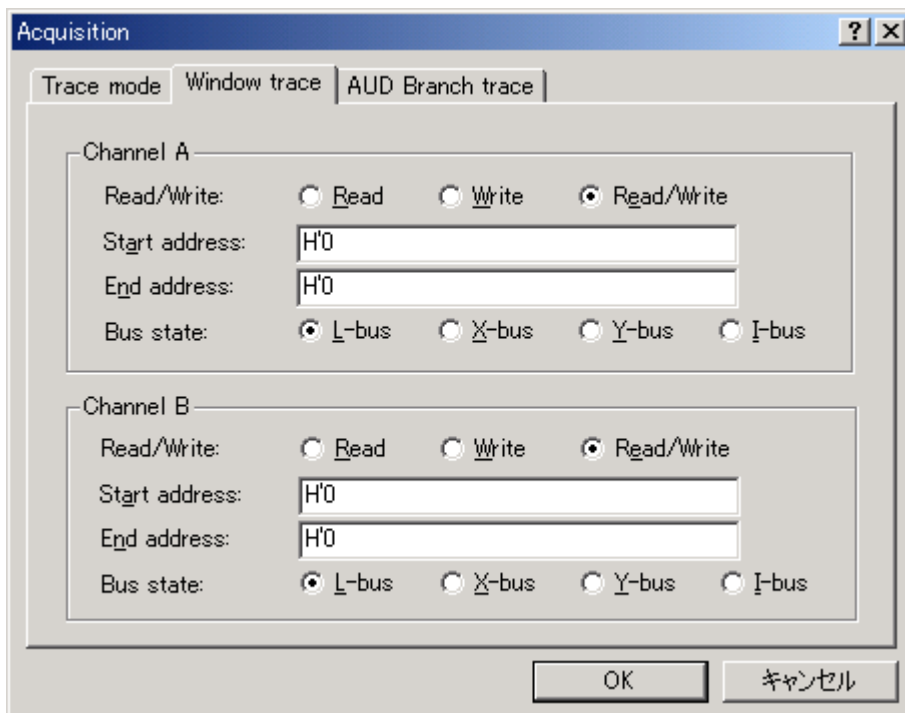 Acquisition
Trace mode Window trace AUD Branch trace
Channel A
Read/Write: Read Write Read/Write
Start address: H'0
End address: H'0
Bus state: L-bus X-bus Y-bus I-bus
Channel B
Read/Write: Read Write Read/Write
Start address: H'0
End address: H'0
Bus state: L-bus X-bus Y-bus I-bus
OK キャンセル